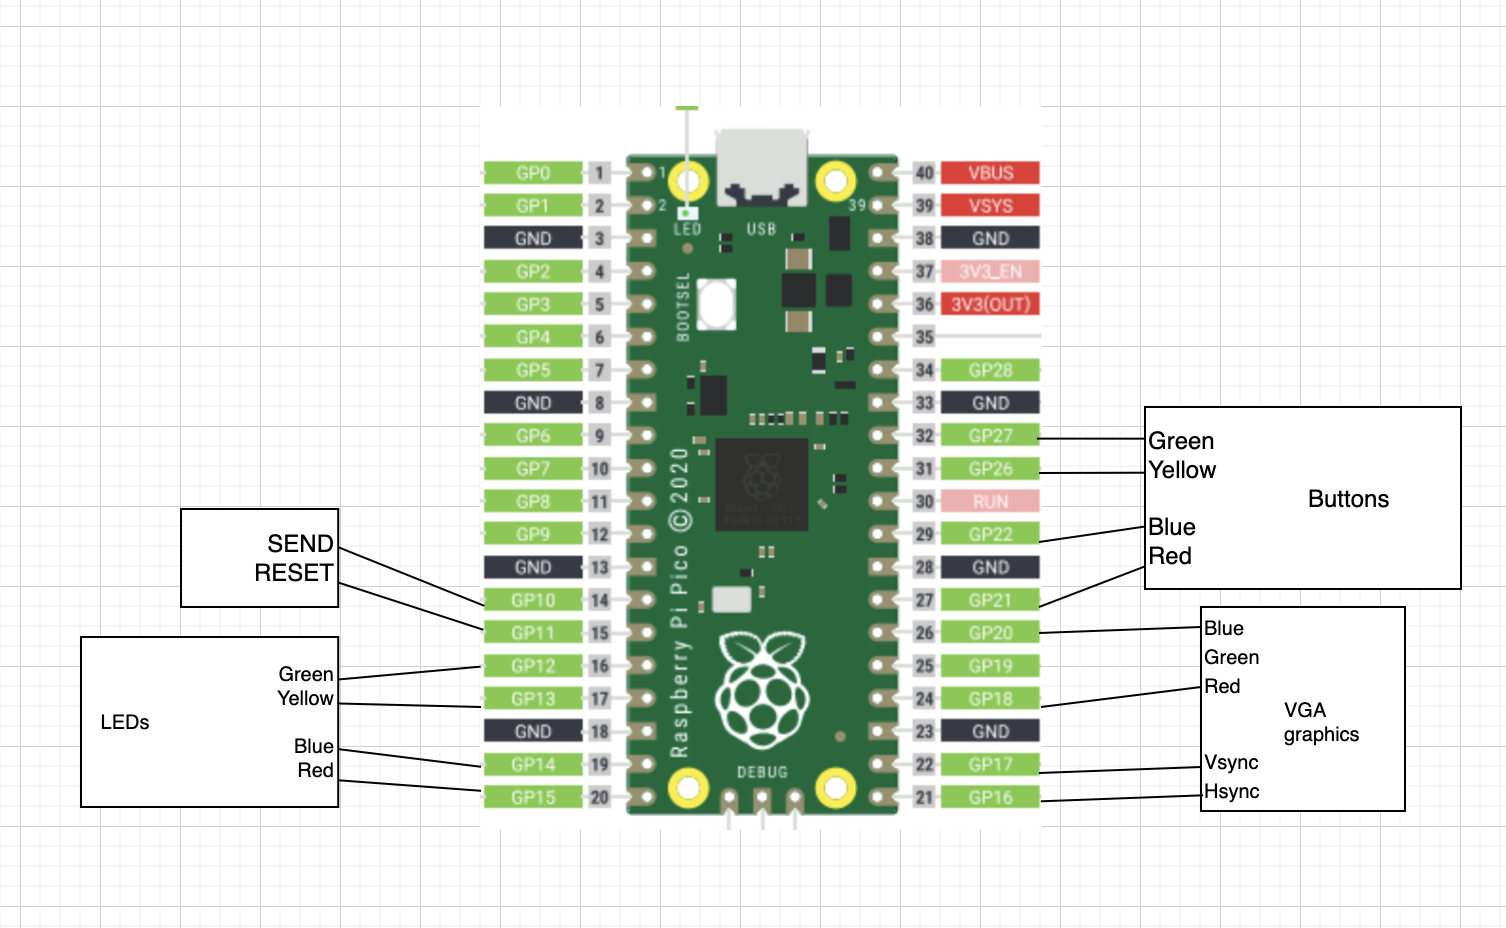 GP0 1 1 40 VBUS
GP1 2 2 39 39 VSYS
GND 3 LED USB 38 GND
GP2 4 37 3V3_EN
GP3 5 BOOTSEL 36 3V3(OUT)
GP4 6 35
GP5 7 34 GP28
GND 8 33 GND
GP6 9 32 GP27
GP7 10 31 GP26
GP8 11 30 RUN
GP9 12 29 GP22
GND 13 28 GND
GP10 14 27 GP21
GP11 15 26 GP20
GP12 16 25 GP19
GP13 17 24 GP18
GND 18 23 GND
GP14 19 22 GP17
GP15 20 21 GP16
Raspberry Pi Pico ©2020
DEBUG
SEND
RESET
LEDs
Green
Yellow
Blue
Red
Buttons
Green
Yellow
Blue
Red
VGA
graphics
Blue
Green
Red
Vsync
Hsync